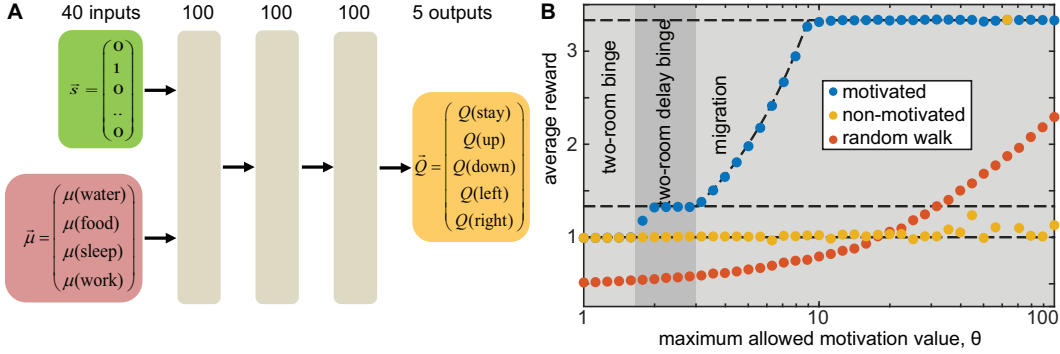 A
40 inputs
100
100
100
5 outputs
s⃗ = (0 1 0 .. 0)
μ⃗ = (μ(water) μ(food) μ(sleep) μ(work))
Q⃗ = (Q(stay) Q(up) Q(down) Q(left) Q(right))
B
average reward
3
2
1
two-room binge
two-room delay binge
migration
motivated
non-motivated
random walk
1
10
100
maximum allowed motivation value, θ